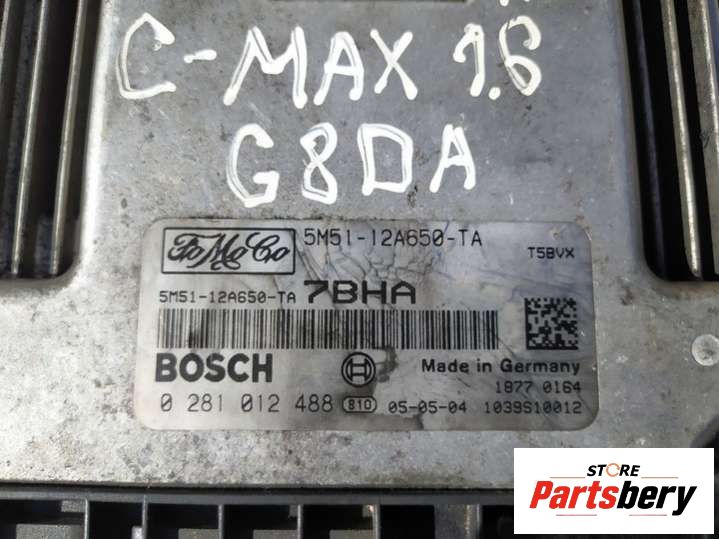 C-MAX 1.6
G8DA
FoMoCo
5M51-12A650-TA
T5BVX
5M51-12A650-TA 7BHA
BOSCH
Made in Germany
1877 0164
0 281 012 488 810 05-05-04 1039S10012
STORE
Partsbery